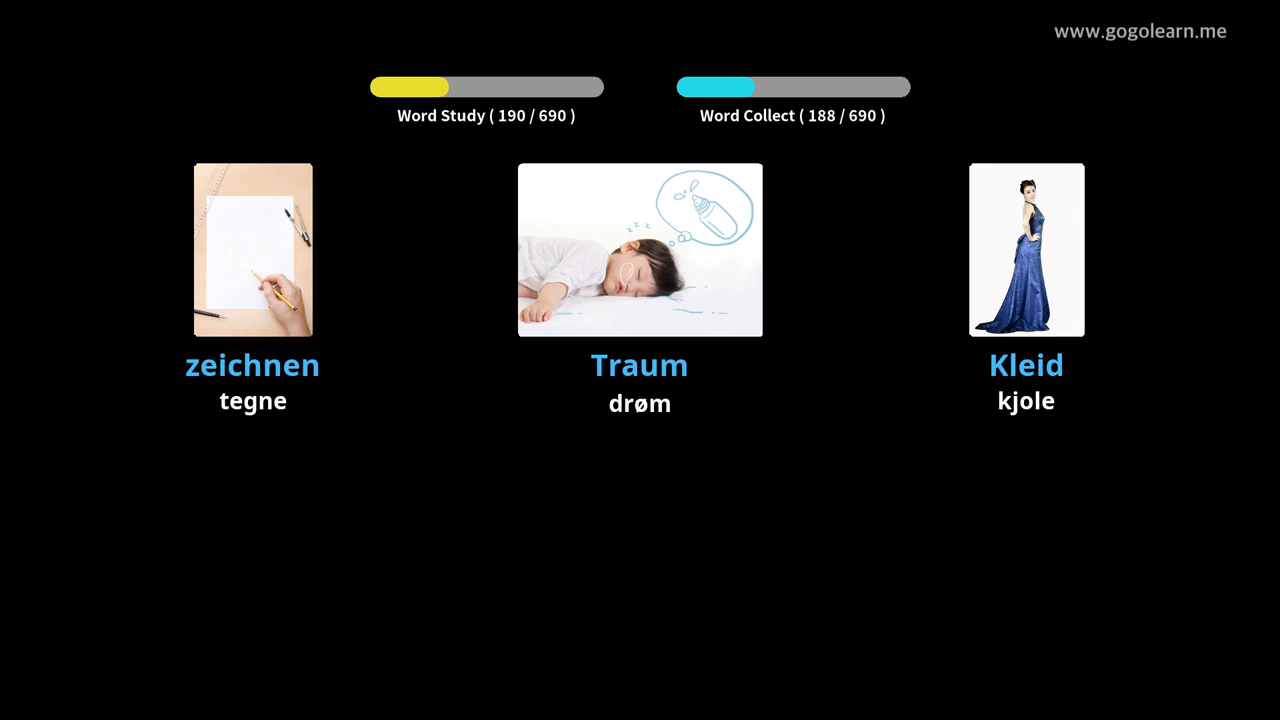 www.gogolearn.me
Word Study ( 190 / 690 )
Word Collect ( 188 / 690 )
zeichnen
tegne
Traum
drøm
Kleid
kjole